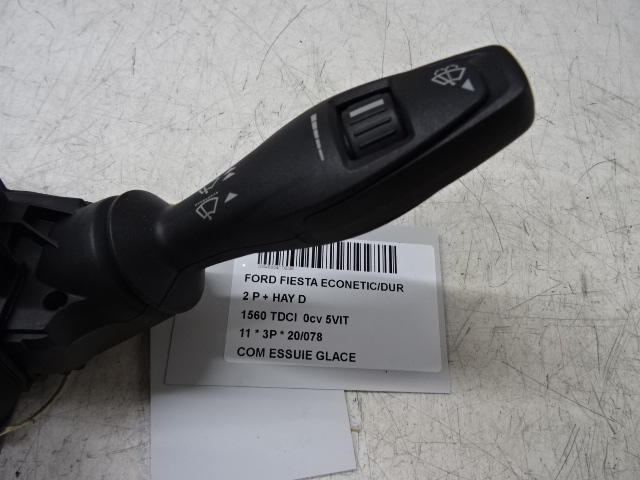 FORD FIESTA ECONETIC/DUR
2 P + HAY D
1560 TDCI 0cv 5VIT
11 * 3P * 20/078
COM ESSUIE GLACE